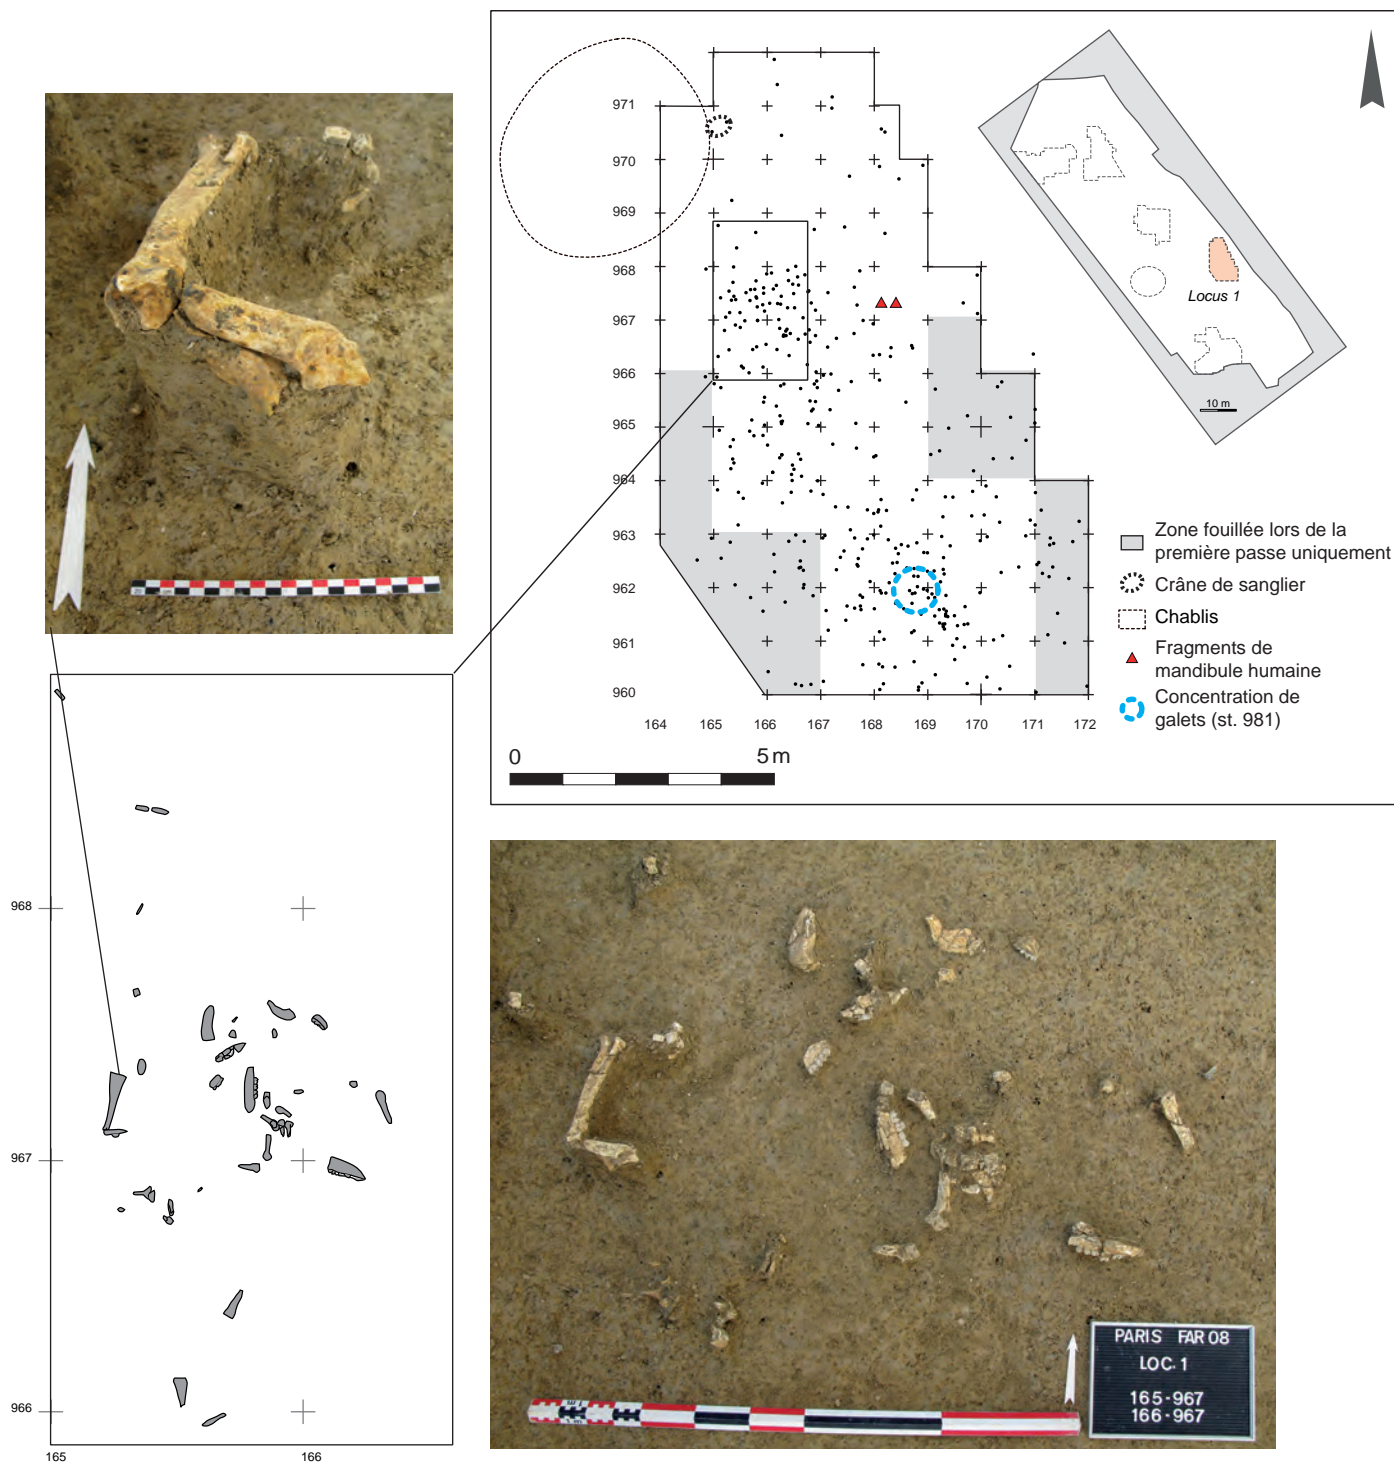 971
970
969
968
967
966
965
964
963
962
961
960
164 165 166 167 168 169 170 171 172
0 5 m
Locus 1
10 m
Zone fouillée lors de la
première passe uniquement
Crâne de sanglier
Chablis
Fragments de
mandibule humaine
Concentration de
galets (st. 981)
968
967
966
165 166
PARIS FAR 08
LOC. 1
165-967
166-967